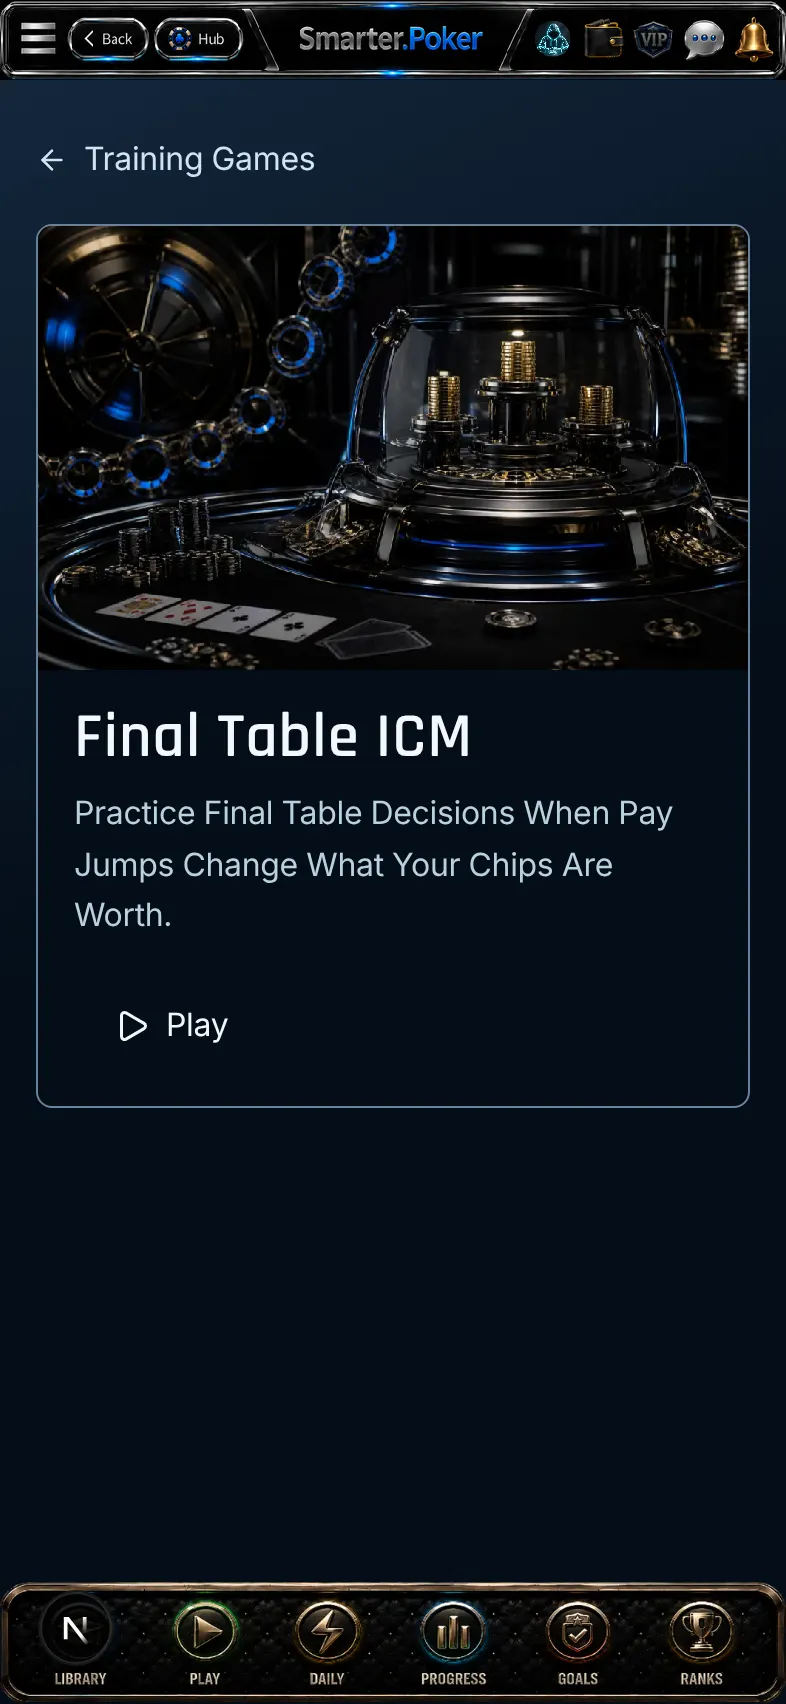 Back
Hub
Smarter.Poker
VIP
Training Games
Final Table ICM
Practice Final Table Decisions When Pay
Jumps Change What Your Chips Are
Worth.
Play
N
LIBRARY
PLAY
DAILY
PROGRESS
GOALS
RANKS